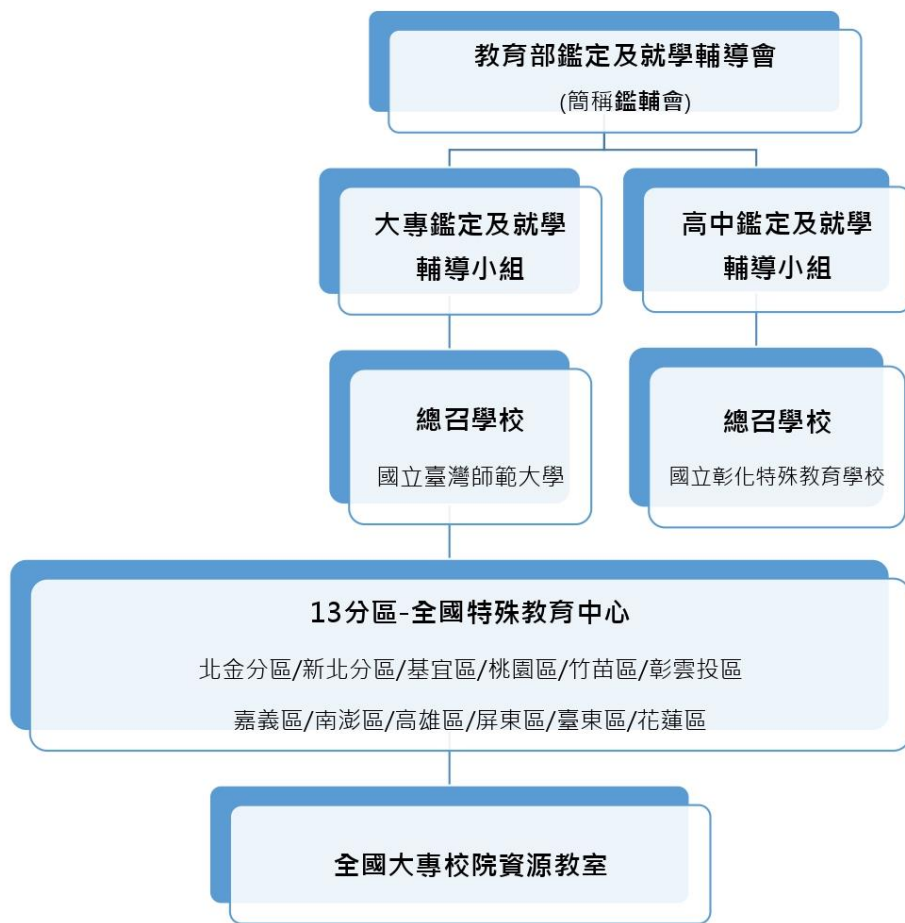 教育部鑑定及就學輔導會
(簡稱鑑輔會)
大專鑑定及就學
輔導小組
高中鑑定及就學
輔導小組
總召學校
國立臺灣師範大學
總召學校
國立彰化特殊教育學校
13分區-全國特殊教育中心
北金分區/新北分區/基宜區/桃園區/竹苗區/彰雲投區
嘉義區/南澎區/高雄區/屏東區/臺東區/花蓮區
全國大專校院資源教室